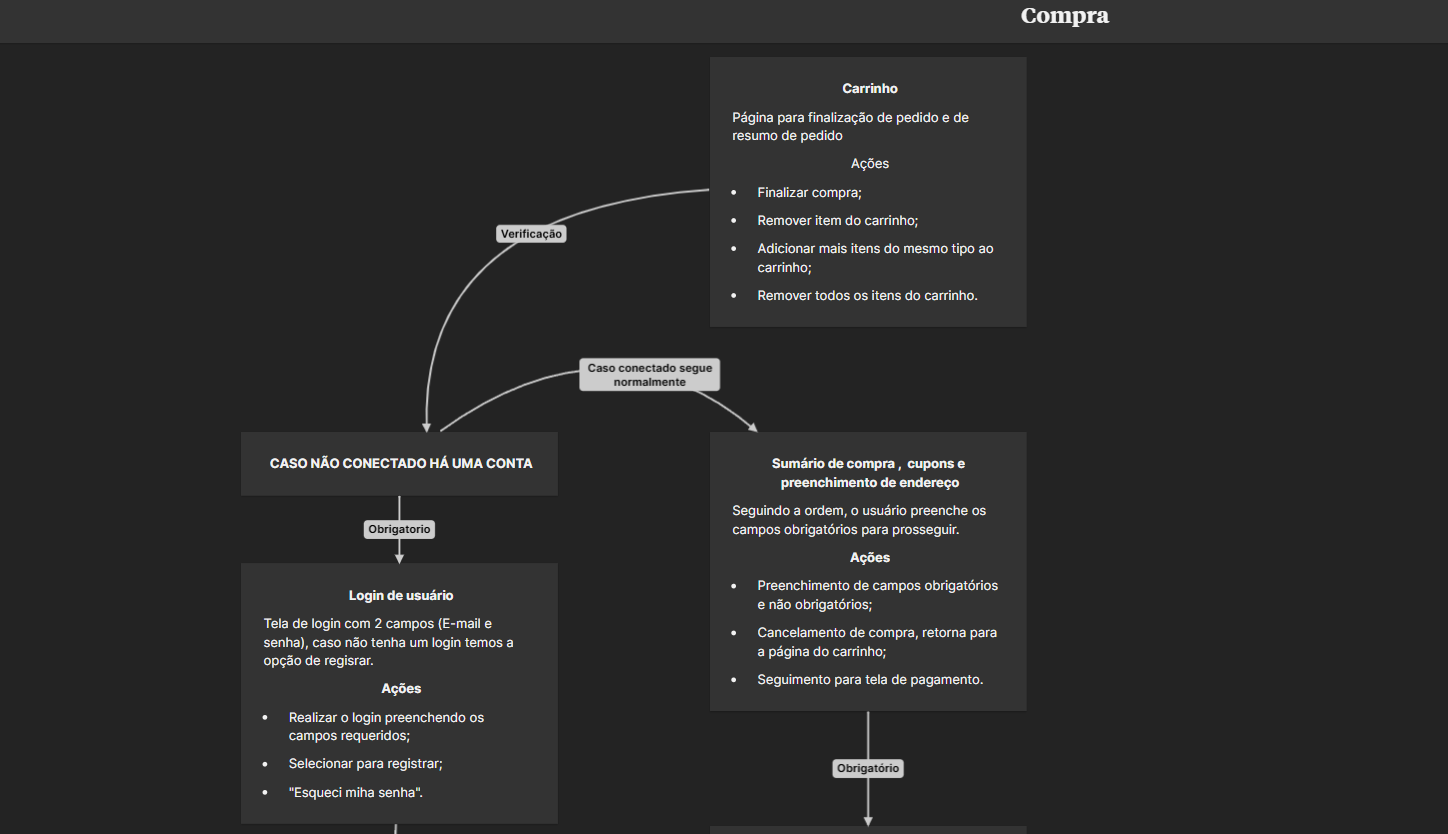 Compra
Carrinho
Página para finalização de pedido e de
resumo de pedido
Ações
Finalizar compra;
Remover item do carrinho;
Adicionar mais itens do mesmo tipo ao
carrinho;
Remover todos os itens do carrinho.
Verificação
Caso conectado segue
normalmente
CASO NÃO CONECTADO HÁ UMA CONTA
Obrigatorio
Login de usuário
Tela de login com 2 campos (E-mail e
senha), caso não tenha um login temos a
opção de regisrar.
Ações
Realizar o login preenchendo os
campos requeridos;
Selecionar para registrar;
"Esqueci miha senha".
Sumário de compra , cupons e
preenchimento de endereço
Seguindo a ordem, o usuário preenche os
campos obrigatórios para prosseguir.
Ações
Preenchimento de campos obrigatórios
e não obrigatórios;
Cancelamento de compra, retorna para
a página do carrinho;
Seguimento para tela de pagamento.
Obrigatório